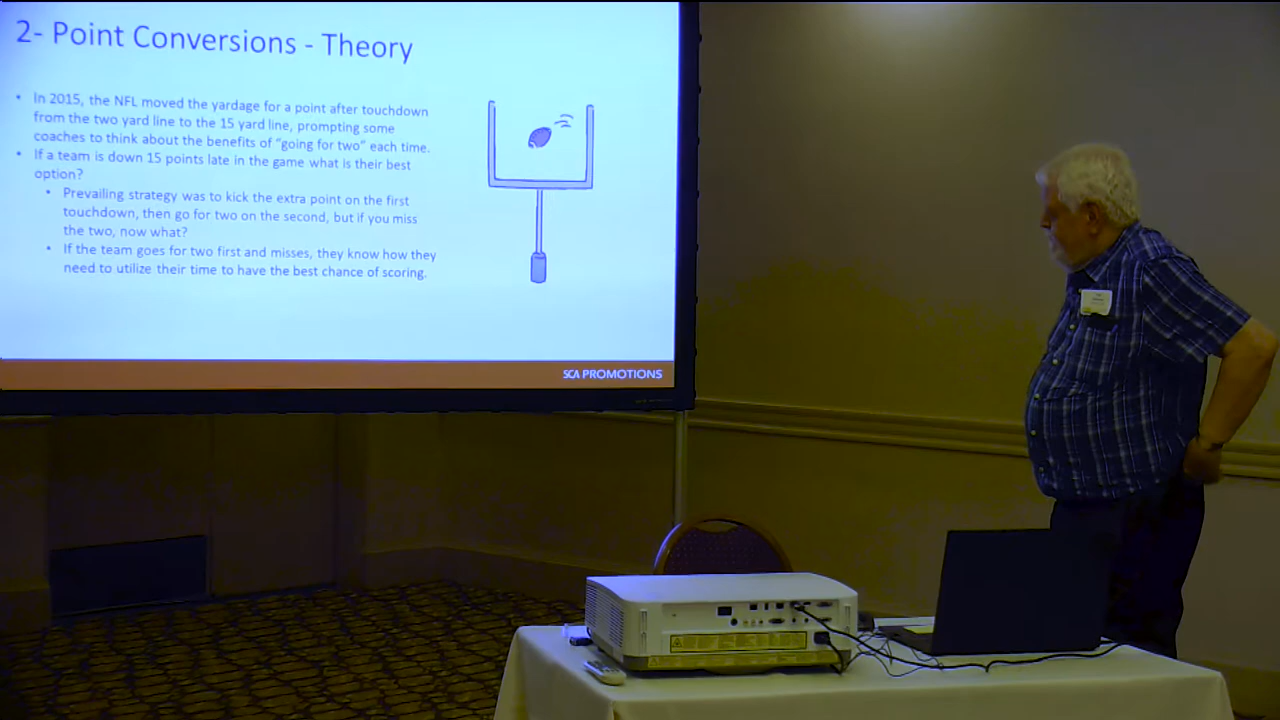 2- Point Conversions - Theory
• In 2015, the NFL moved the yardage for a point after touchdown
from the two yard line to the 15 yard line, prompting some
coaches to think about the benefits of "going for two" each time.
• If a team is down 15 points late in the game what is their best
option?
• Prevailing strategy was to kick the extra point on the first
touchdown, then go for two on the second, but if you miss
the two, now what?
• If the team goes for two first and misses, they know how they
need to utilize their time to have the best chance of scoring.
SCA PROMOTIONS